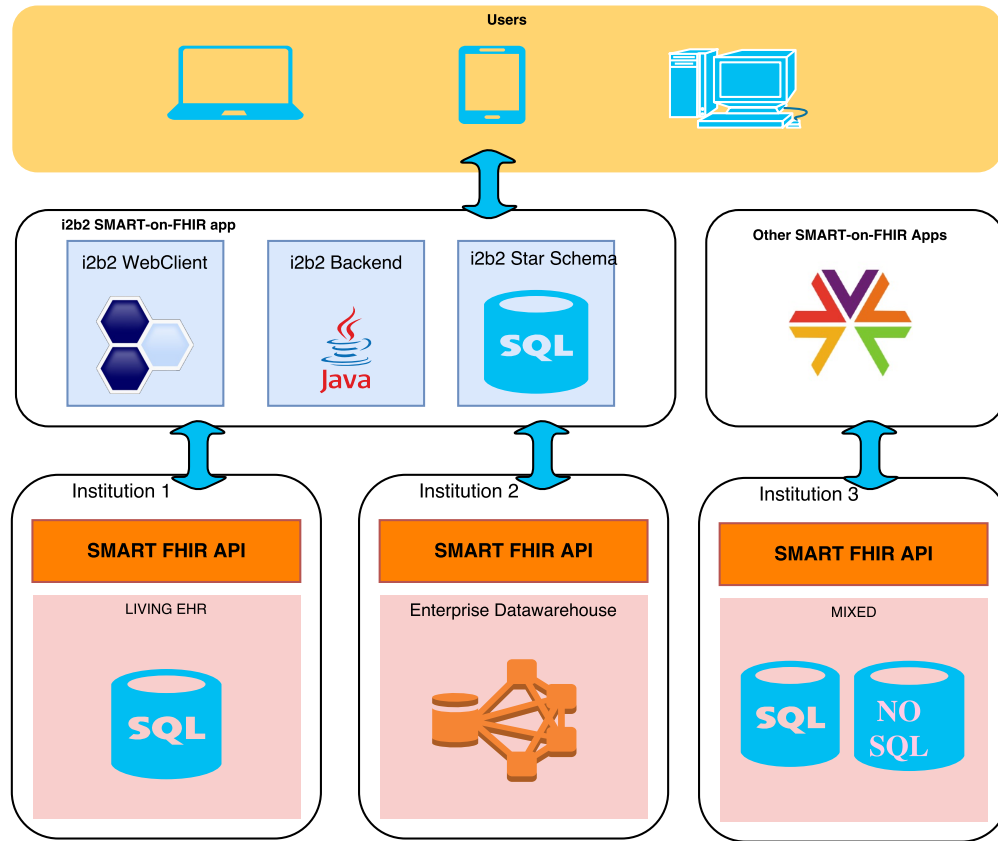 Users
i2b2 SMART-on-FHIR app
i2b2 WebClient
i2b2 Backend
i2b2 Star Schema
Java
SQL
Other SMART-on-FHIR Apps
Institution 1
SMART FHIR API
LIVING EHR
SQL
Institution 2
SMART FHIR API
Enterprise Datawarehouse
Institution 3
SMART FHIR API
MIXED
SQL
NO
SQL